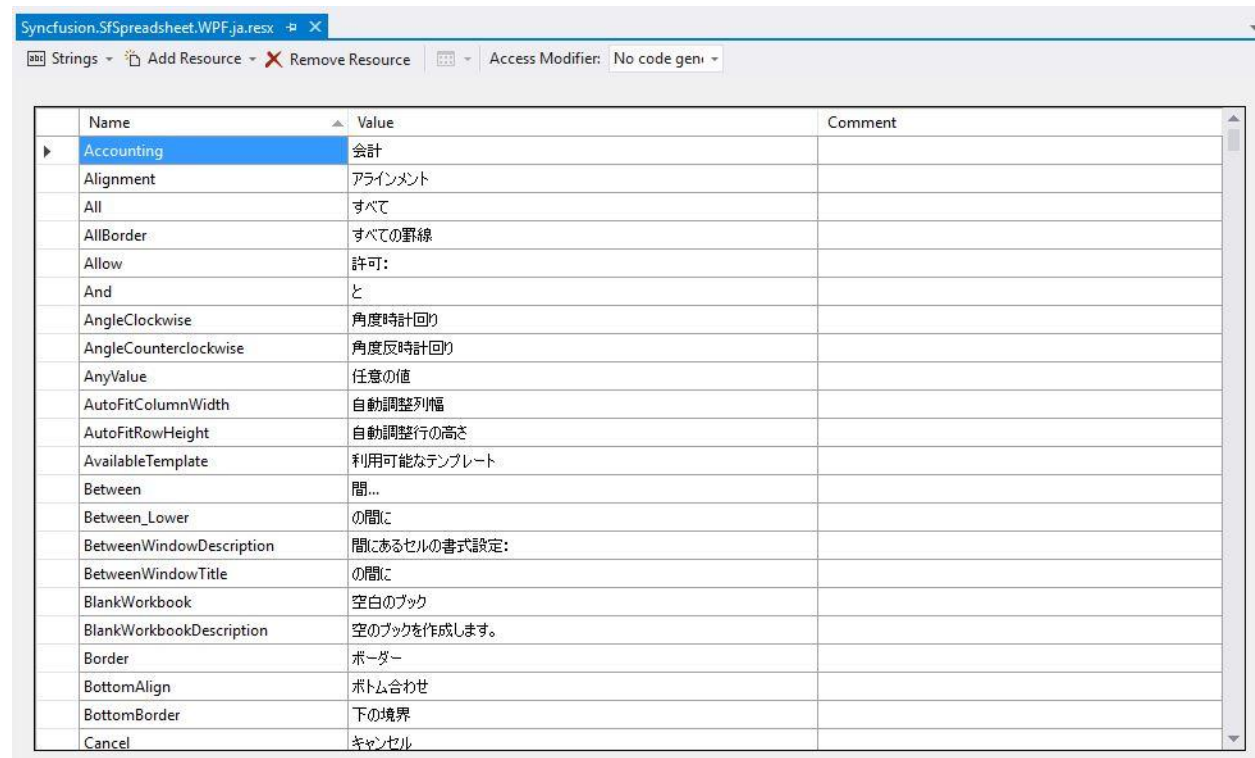 Syncfusion.SfSpreadsheet.WPF.ja.resx
Strings Add Resource Remove Resource Access Modifier: No code gen
Name Value Comment
Accounting 会計
Alignment アラインメント
All すべて
AllBorder すべての罫線
Allow 許可:
And と
AngleClockwise 角度時計回り
AngleCounterclockwise 角度反時計回り
AnyValue 任意の値
AutoFitColumnWidth 自動調整列幅
AutoFitRowHeight 自動調整行の高さ
AvailableTemplate 利用可能なテンプレート
Between 間...
Between_Lower の間に
BetweenWindowDescription 間にあるセルの書式設定:
BetweenWindowTitle の間に
BlankWorkbook 空白のブック
BlankWorkbookDescription 空のブックを作成します。
Border ボーダー
BottomAlign ボトム合わせ
BottomBorder 下の境界
Cancel キャンセル